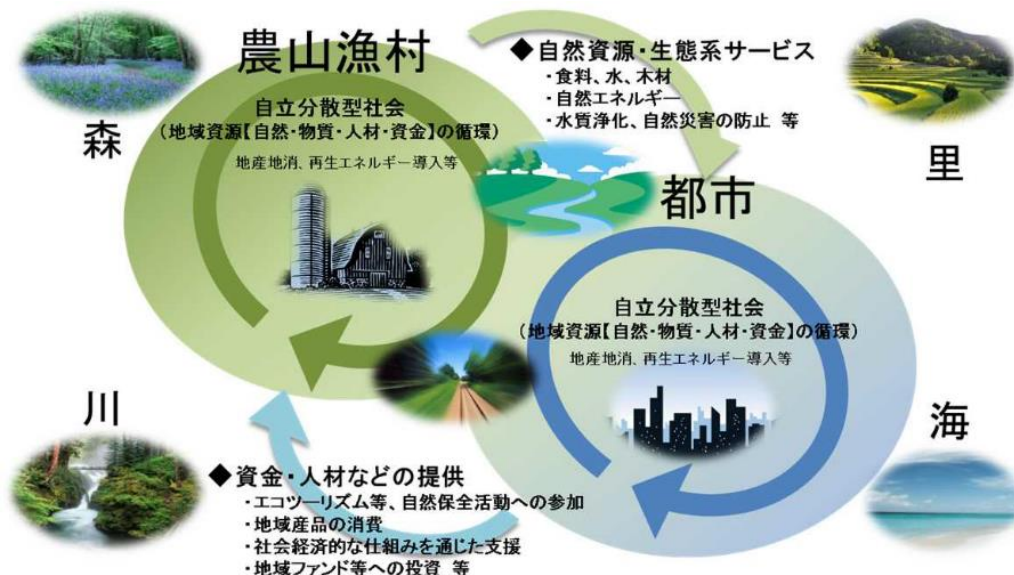 農山漁村
森
自立分散型社会
(地域資源【自然・物質・人材・資金】の循環)
地産地消、再生エネルギー導入等
◆自然資源・生態系サービス
・食料、水、木材
・自然エネルギー
・水質浄化、自然災害の防止 等
里
都市
自立分散型社会
(地域資源【自然・物質・人材・資金】の循環)
地産地消、再生エネルギー導入等
川
海
◆資金・人材などの提供
・エコツーリズム等、自然保全活動への参加
・地域産品の消費
・社会経済的な仕組みを通じた支援
・地域ファンド等への投資 等